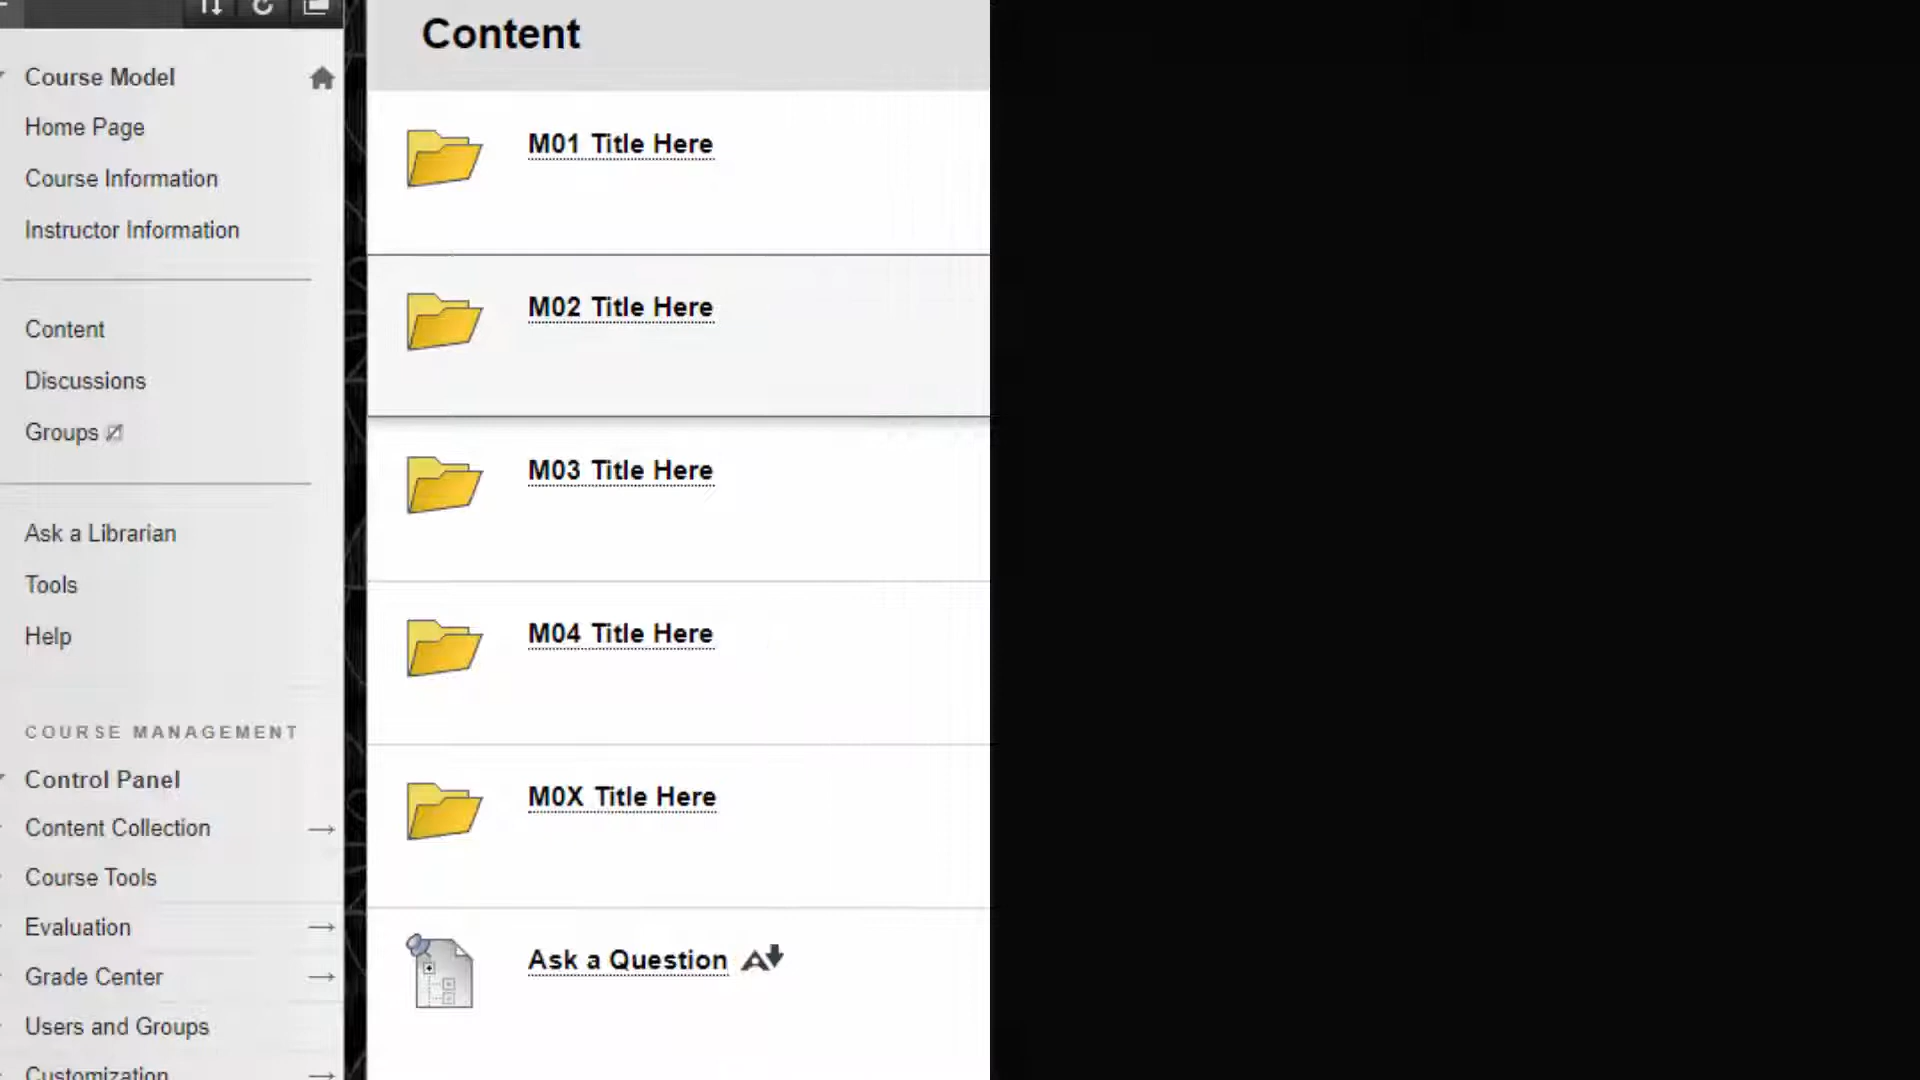 Course Model
Home Page
Course Information
Instructor Information
Content
Discussions
Groups
Ask a Librarian
Tools
Help
COURSE MANAGEMENT
Control Panel
Content Collection
Course Tools
Evaluation
Grade Center
Users and Groups
Customization
Content
M01 Title Here
M02 Title Here
M03 Title Here
M04 Title Here
M0X Title Here
Ask a Question